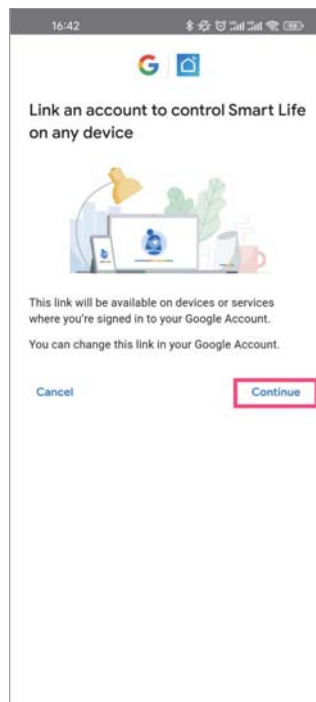 16:42
Link an account to control Smart Life
on any device
This link will be available on devices or services
where you're signed in to your Google Account.
You can change this link in your Google Account.
Cancel Continue